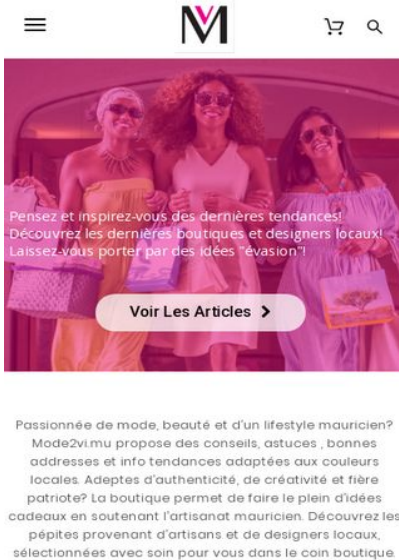 MV
Pensez et inspirez-vous des dernières tendances!
Découvrez les dernières boutiques et designers locaux!
Laissez-vous porter par des idées "évasion"!
Voir Les Articles
Passionnée de mode, beauté et d'un lifestyle mauricien?
Mode2vi.mu propose des conseils, astuces , bonnes
addresses et info tendances adaptées aux couleurs
locales. Adeptes d'authenticité, de créativité et fière
patriote? La boutique permet de faire le plein d'idées
cadeaux en soutenant l'artisanat mauricien. Découvrez les
pépites provenant d'artisans et de designers locaux,
sélectionnées avec soin pour vous dans le coin boutique.